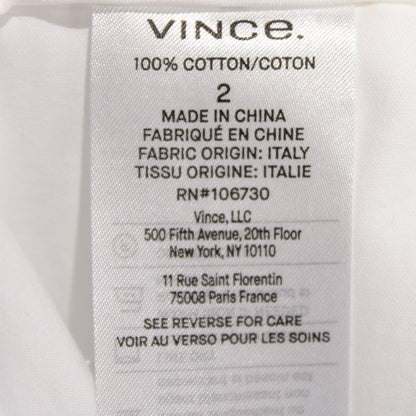 VINCE.
100% COTTON/COTON
2
MADE IN CHINA
FABRIQUÉ EN CHINE
FABRIC ORIGIN: ITALY
TISSU ORIGINE: ITALIE
RN#106730
Vince, LLC
500 Fifth Avenue, 20th Floor
New York, NY 10110
11 Rue Saint Florentin
75008 Paris France
SEE REVERSE FOR CARE
VOIR AU VERSO POUR LES SOINS